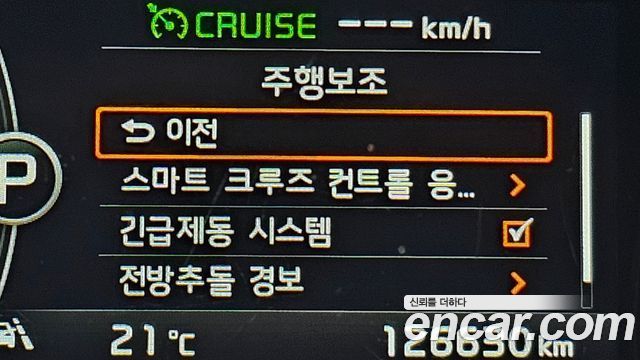 CRUISE --- km/h
주행보조
이전
스마트 크루즈 컨트롤 응...
긴급제동 시스템
전방추돌 경보
P
신뢰를 더하다
encar.com
21℃
126630 km